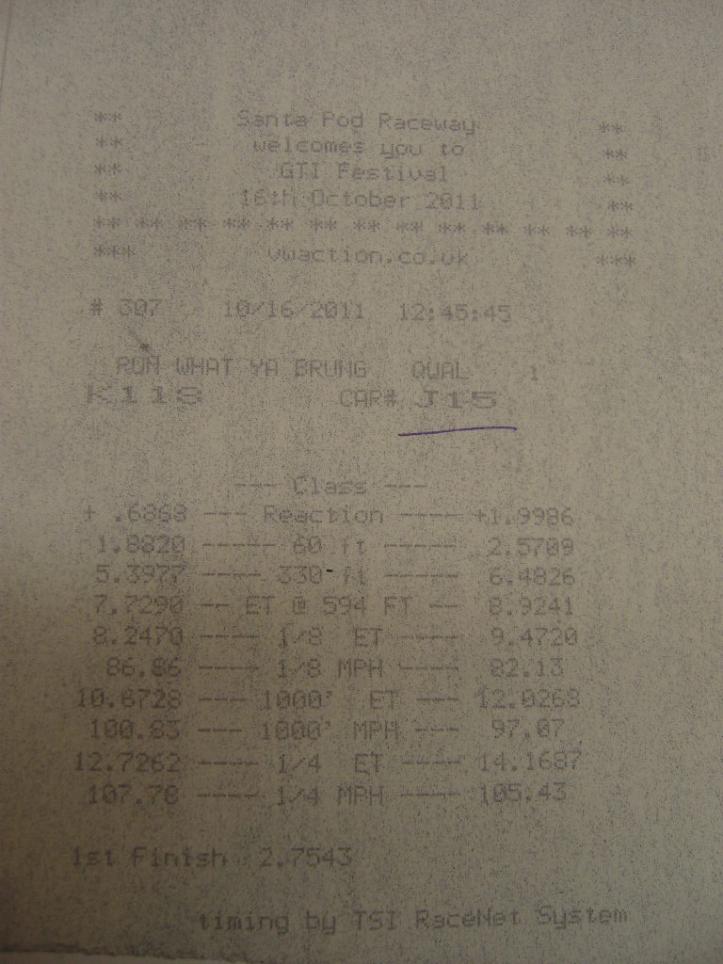 ** Santa Pod Raceway **
** welcomes you to **
** GTI Festival **
** 16th October 2011 **
** ** ** ** ** ** ** ** ** ** ** ** **
*** vwaction.co.uk ***
# 307 10/16/2011 12:45:45
*
RUN WHAT YA BRUNG QUAL 1
K118 CAR# J15
--- Class ---
+ .6868 --- Reaction ---- +1.9986
1.8820 ----- 60 ft ----- 2.5709
5.3977 ---- 330 ft ----- 6.4826
7.7290 -- ET @ 594 FT -- 8.9241
8.2470 ---- 1/8 ET ---- 9.4720
86.86 ---- 1/8 MPH ---- 82.13
10.6728 --- 1000' ET --- 12.0268
100.83 --- 1000' MPH --- 97.07
12.7262 ---- 1/4 ET ---- 14.1687
107.78 ---- 1/4 MPH ---- 105.43
1st Finish 2.7543
timing by TSI RaceNet System